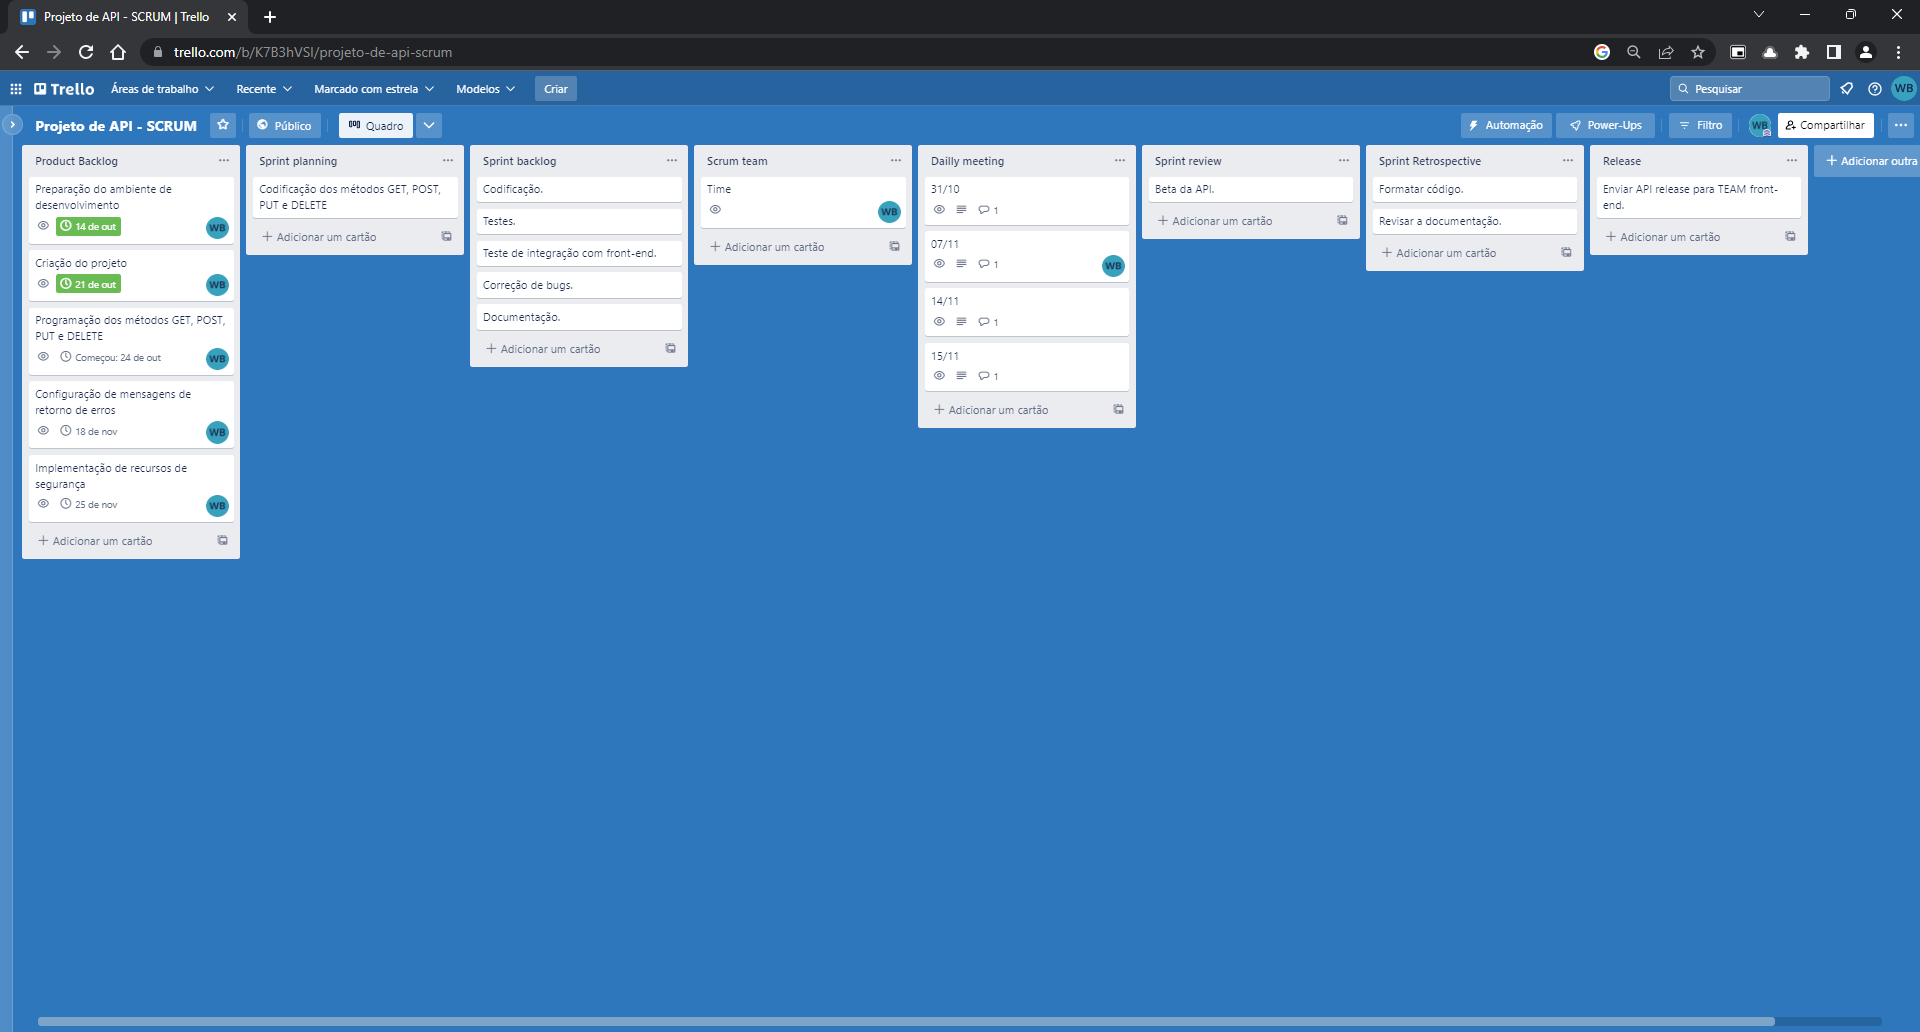 Projeto de API - SCRUM | Trello
trello.com/b/K7B3hVSI/projeto-de-api-scrum
Trello
Áreas de trabalho
Recente
Marcado com estrela
Modelos
Criar
Pesquisar
WB
Projeto de API - SCRUM
Público
Quadro
Automação
Power-Ups
Filtro
WB
Compartilhar
Product Backlog
Preparação do ambiente de
desenvolvimento
14 de out
WB
Criação do projeto
21 de out
WB
Programação dos métodos GET, POST,
PUT e DELETE
Começou: 24 de out
WB
Configuração de mensagens de
retorno de erros
18 de nov
WB
Implementação de recursos de
segurança
25 de nov
WB
Adicionar um cartão
Sprint planning
Codificação dos métodos GET, POST,
PUT e DELETE
Adicionar um cartão
Sprint backlog
Codificação.
Testes.
Teste de integração com front-end.
Correção de bugs.
Documentação.
Adicionar um cartão
Scrum team
Time
WB
Adicionar um cartão
Dailly meeting
31/10
1
07/11
1
WB
14/11
1
15/11
1
Adicionar um cartão
Sprint review
Beta da API.
Adicionar um cartão
Sprint Retrospective
Formatar código.
Revisar a documentação.
Adicionar um cartão
Release
Enviar API release para TEAM front-
end.
Adicionar um cartão
Adicionar outra